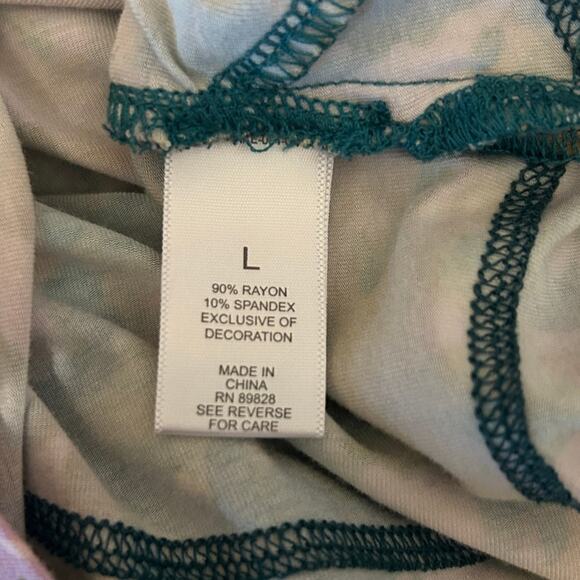 L
90% RAYON
10% SPANDEX
EXCLUSIVE OF
DECORATION
MADE IN
CHINA
RN 89828
SEE REVERSE
FOR CARE